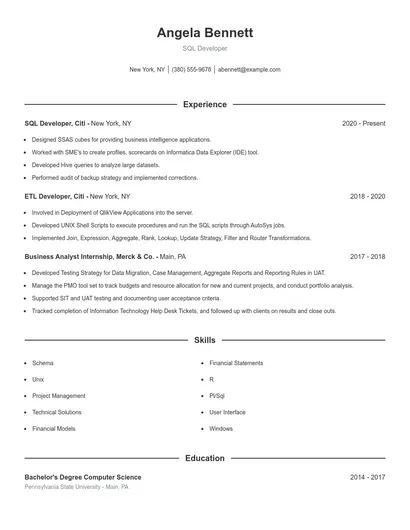 Angela Bennett
SQL Developer
New York, NY | (380) 555-9678 | abennett@example.com
Experience
SQL Developer, Citi - New York, NY 2020 - Present
• Designed SSAS cubes for providing business intelligence applications.
• Worked with SME's to create profiles, scorecards on Informatica Data Explorer (IDE) tool.
• Developed Hive queries to analyze large datasets.
• Performed audit of backup strategy and implemented corrections.
ETL Developer, Citi - New York, NY 2018 - 2020
• Involved in Deployment of QlikView Applications into the server.
• Developed UNIX Shell Scripts to execute procedures and run the SQL scripts through AutoSys jobs.
• Implemented Join, Expression, Aggregate, Rank, Lookup, Update Strategy, Filter and Router Transformations.
Business Analyst Internship, Merck & Co. - Main, PA 2017 - 2018
• Developed Testing Strategy for Data Migration, Case Management, Aggregate Reports and Reporting Rules in UAT.
• Manage the PMO tool set to track budgets and resource allocation for new and current projects, and conduct portfolio analysis.
• Supported SIT and UAT testing and documenting user acceptance criteria.
• Tracked completion of Information Technology Help Desk Tickets, and followed up with clients on results and close outs.
Skills
• Schema
• Unix
• Project Management
• Technical Solutions
• Financial Models
• Financial Statements
• R
• Pl/Sql
• User Interface
• Windows
Education
Bachelor's Degree Computer Science 2014 - 2017
Pennsylvania State University - Main, PA